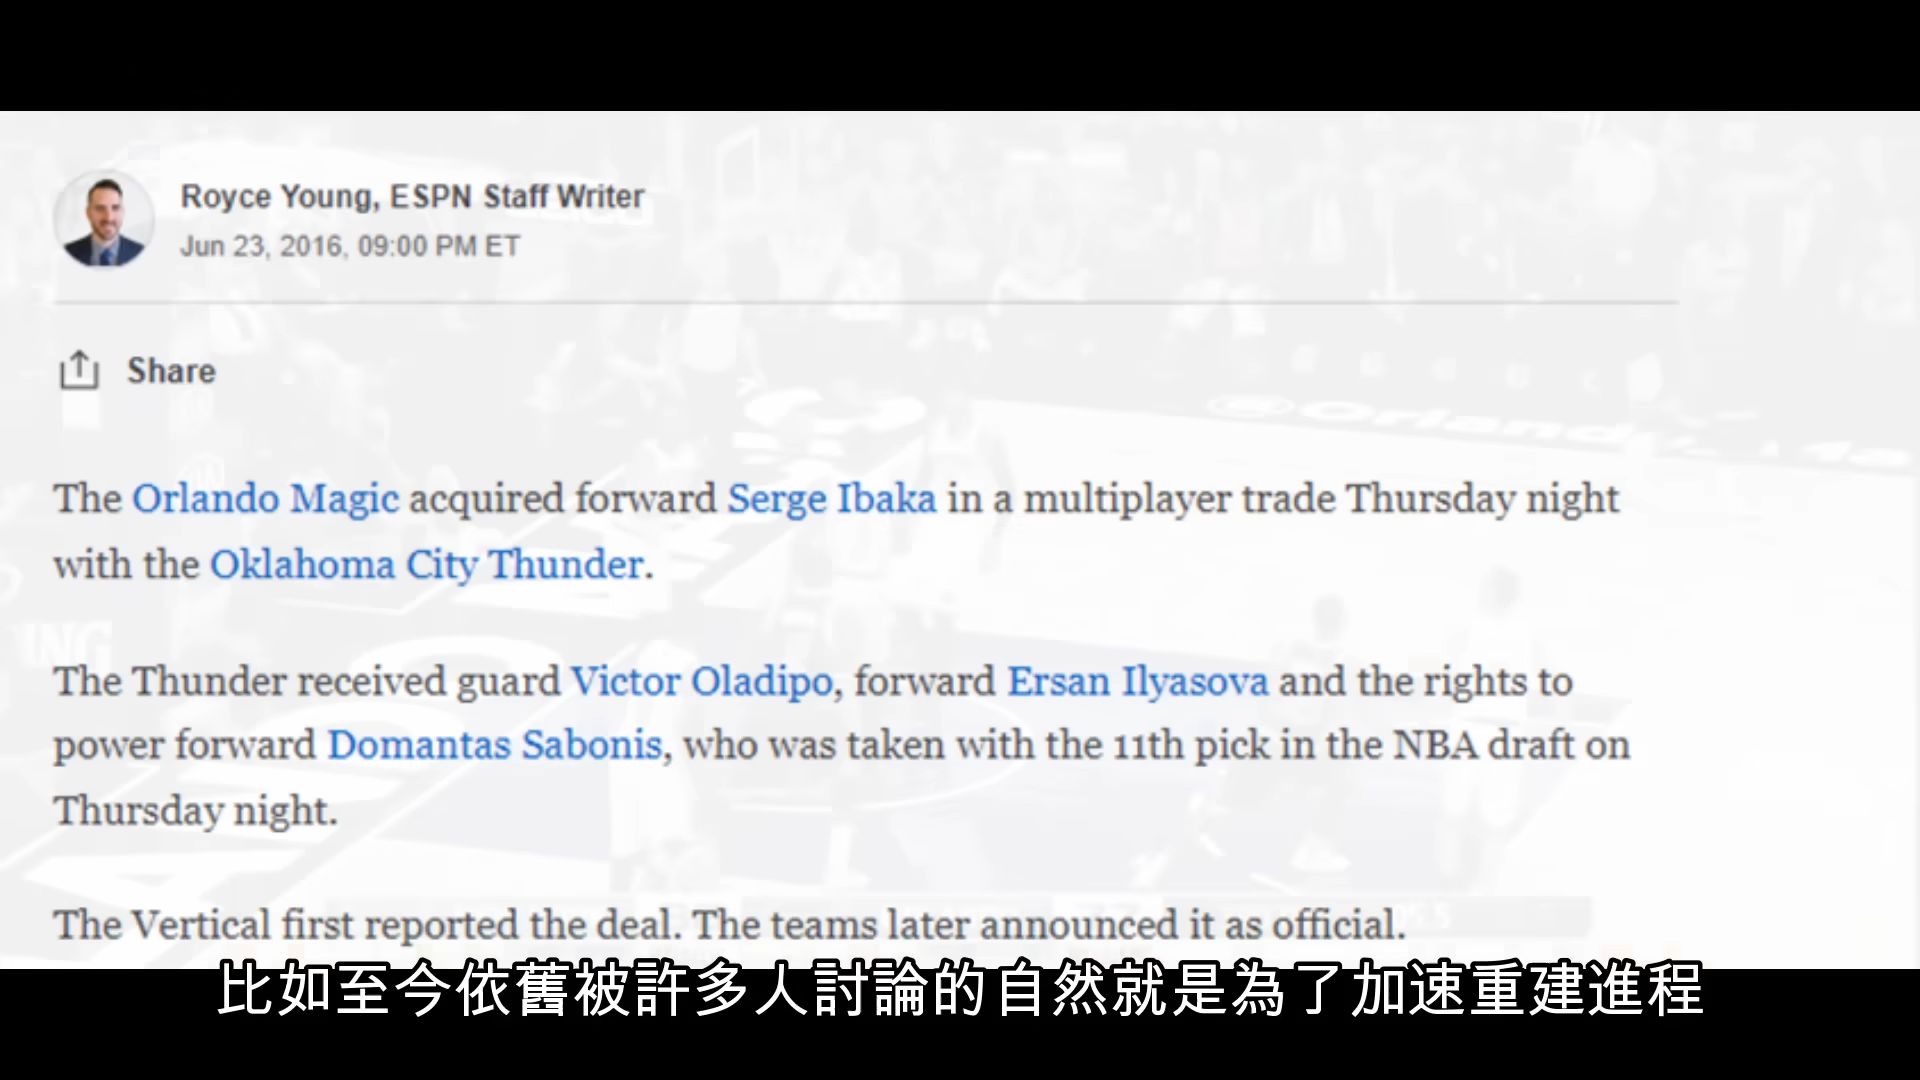 Royce Young, ESPN Staff Writer
Jun 23, 2016, 09:00 PM ET
Share
The Orlando Magic acquired forward Serge Ibaka in a multiplayer trade Thursday night
with the Oklahoma City Thunder.
The Thunder received guard Victor Oladipo, forward Ersan Ilyasova and the rights to
power forward Domantas Sabonis, who was taken with the 11th pick in the NBA draft on
Thursday night.
The Vertical first reported the deal. The teams later announced it as official.
比如至今依舊被許多人討論的自然就是為了加速重建進程